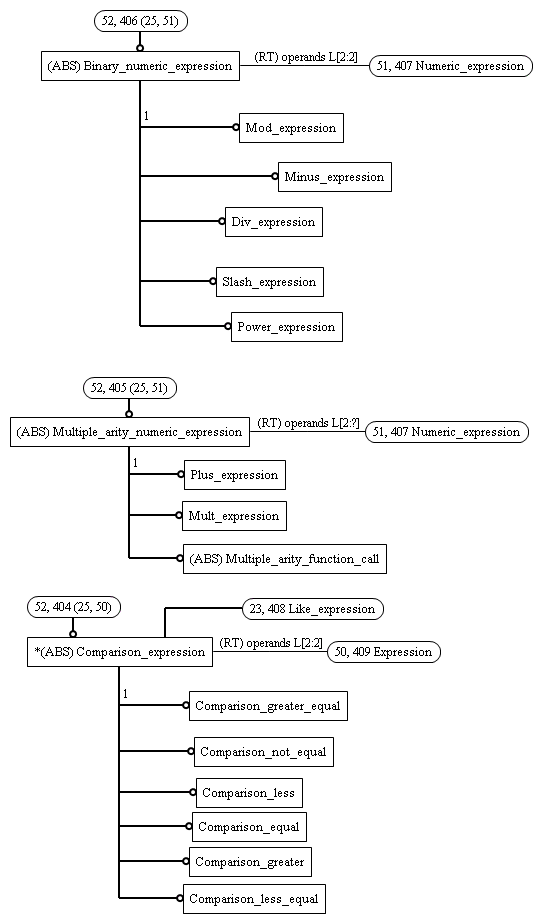 52, 406 (25, 51)
(ABS) Binary_numeric_expression
(RT) operands L[2:2]
51, 407 Numeric_expression
1
Mod_expression
Minus_expression
Div_expression
Slash_expression
Power_expression
52, 405 (25, 51)
(ABS) Multiple_arity_numeric_expression
(RT) operands L[2:?]
51, 407 Numeric_expression
1
Plus_expression
Mult_expression
(ABS) Multiple_arity_function_call
52, 404 (25, 50)
23, 408 Like_expression
*(ABS) Comparison_expression
(RT) operands L[2:2]
50, 409 Expression
1
Comparison_greater_equal
Comparison_not_equal
Comparison_less
Comparison_equal
Comparison_greater
Comparison_less_equal